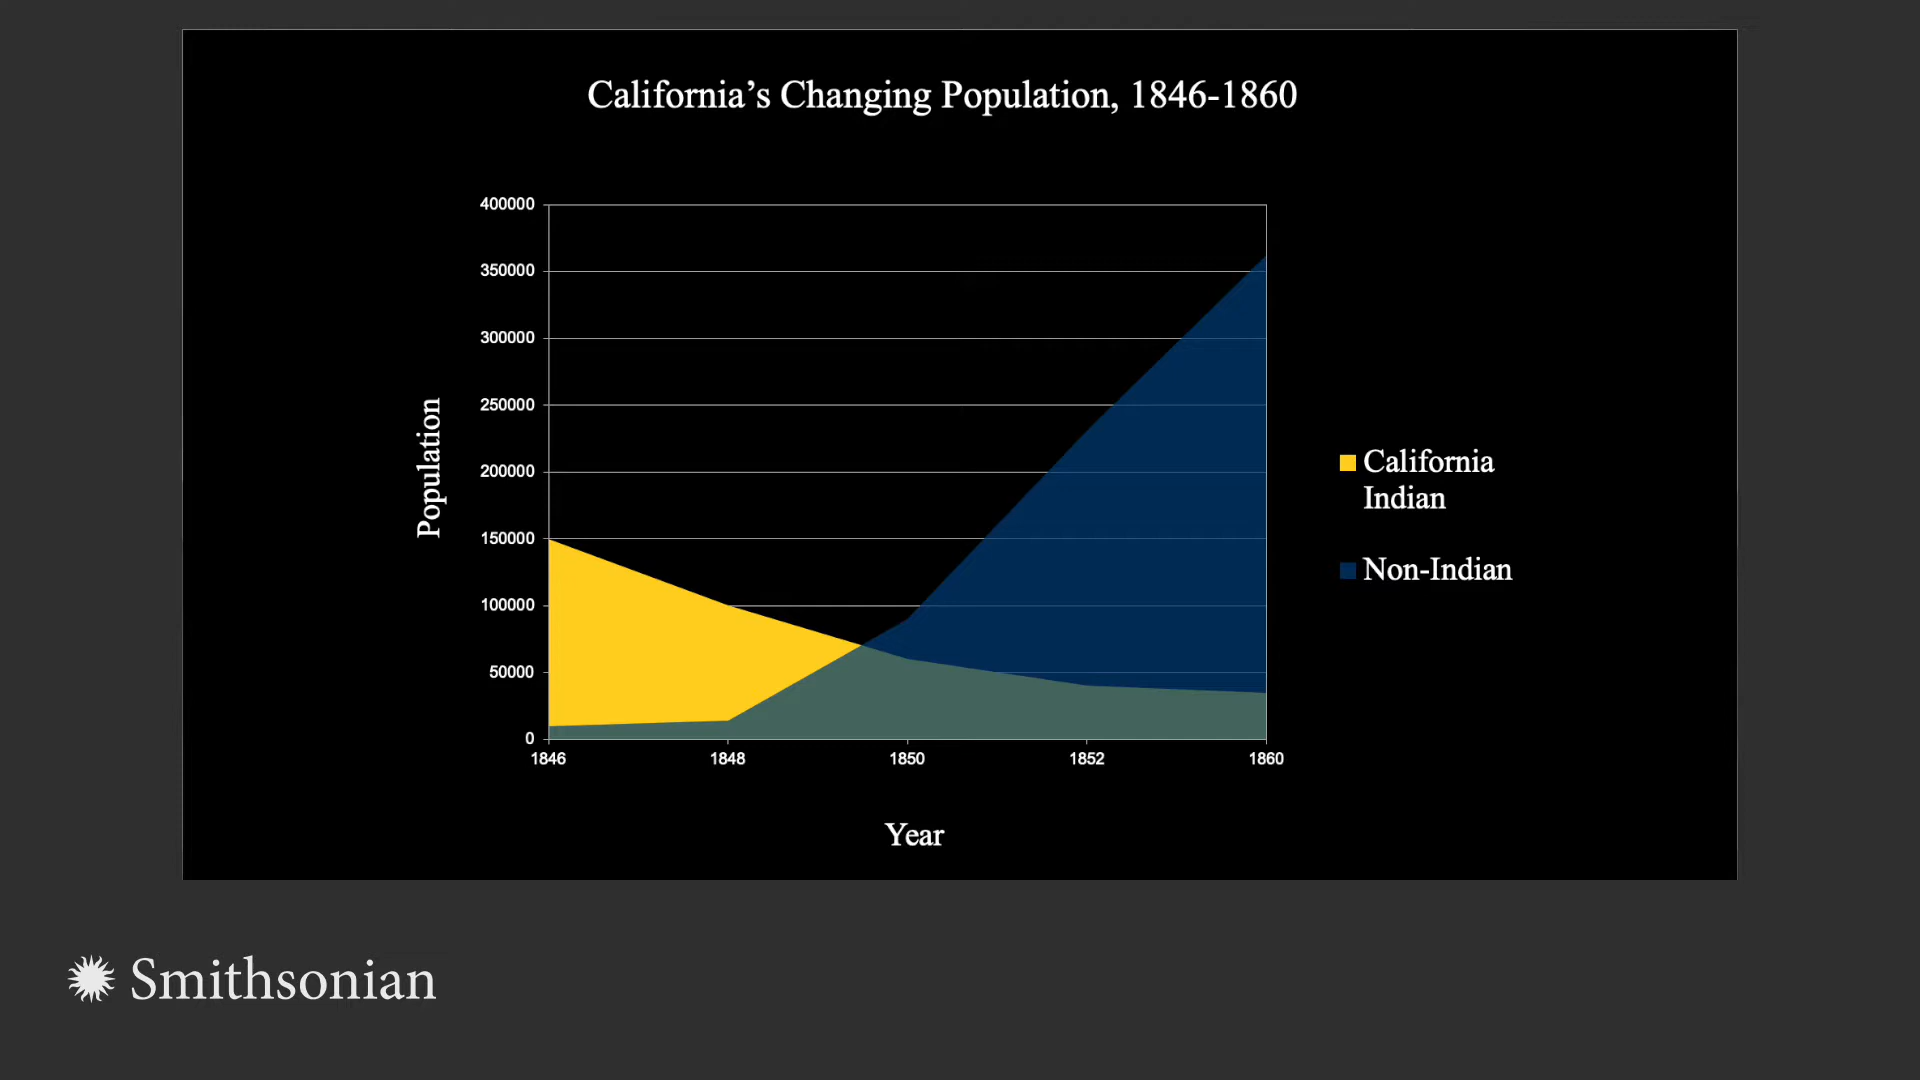 California’s Changing Population, 1846-1860
400000
350000
300000
250000
200000
150000
100000
50000
0
Population
1846 1848 1850 1852 1860
Year
California
Indian
Non-Indian
Smithsonian